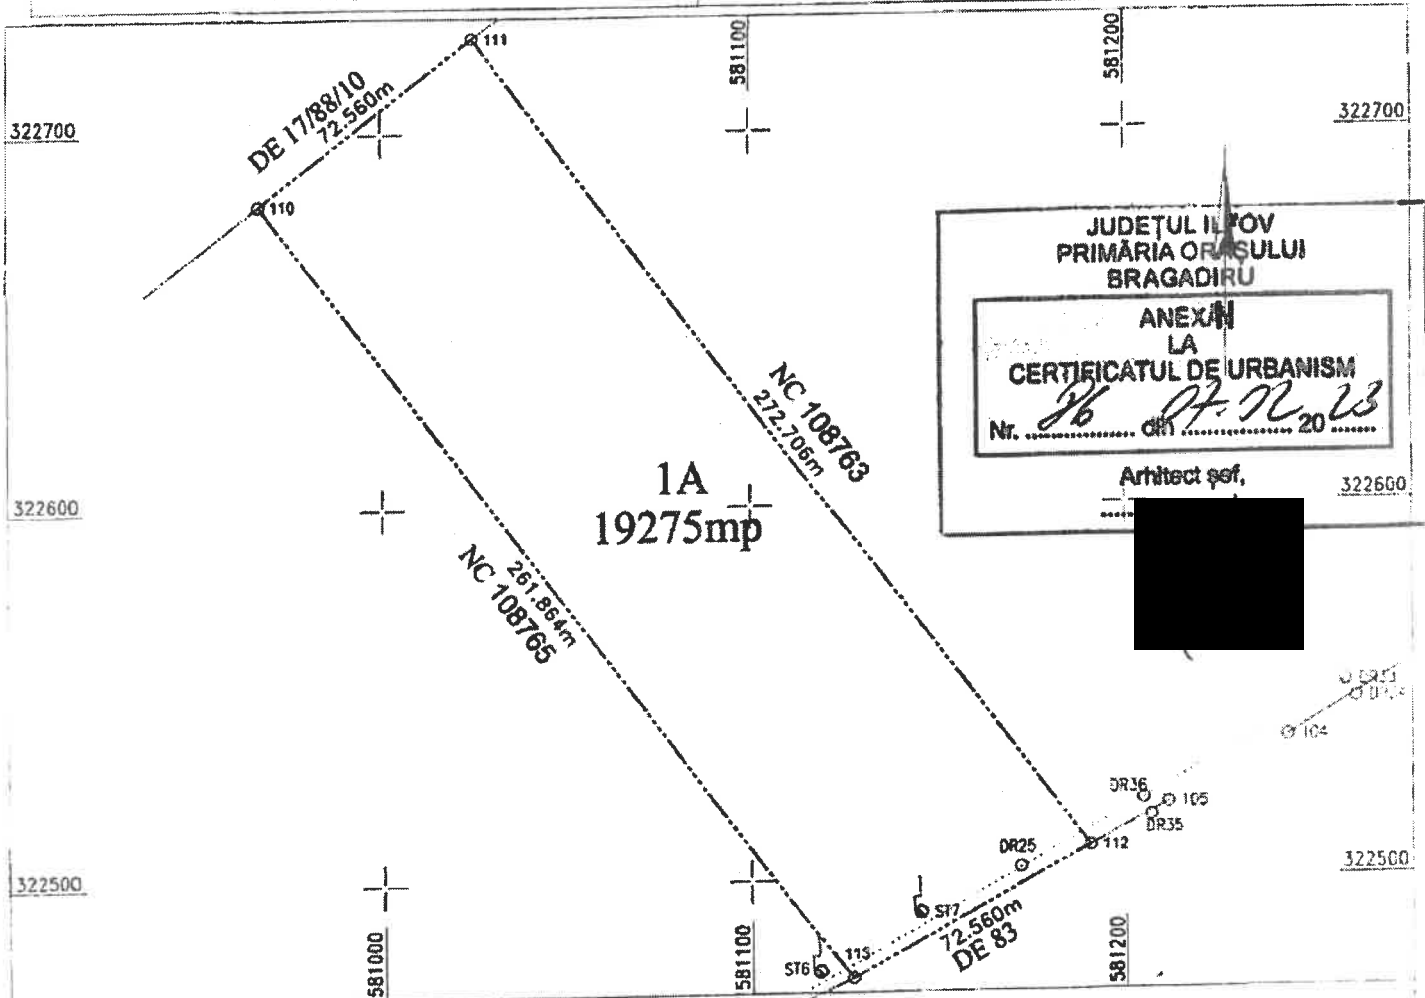 581100
581200
111
322700
322700
DE 17/88/10
72.560m
110
JUDEȚUL ILFOV
PRIMĂRIA ORAȘULUI
BRAGADIRU
ANEXĂ
LA
CERTIFICATUL DE URBANISM
Nr. 86 din 07.12.2023
Arhitect șef,
NC 108763
272.706m
1A
19275mp
322600
322600
261.864m
NC 108765
104
DR36
105
DR35
112
DR25
322500
322500
ST7
72.560m
DE 83
113
ST6
581000
581100
581200